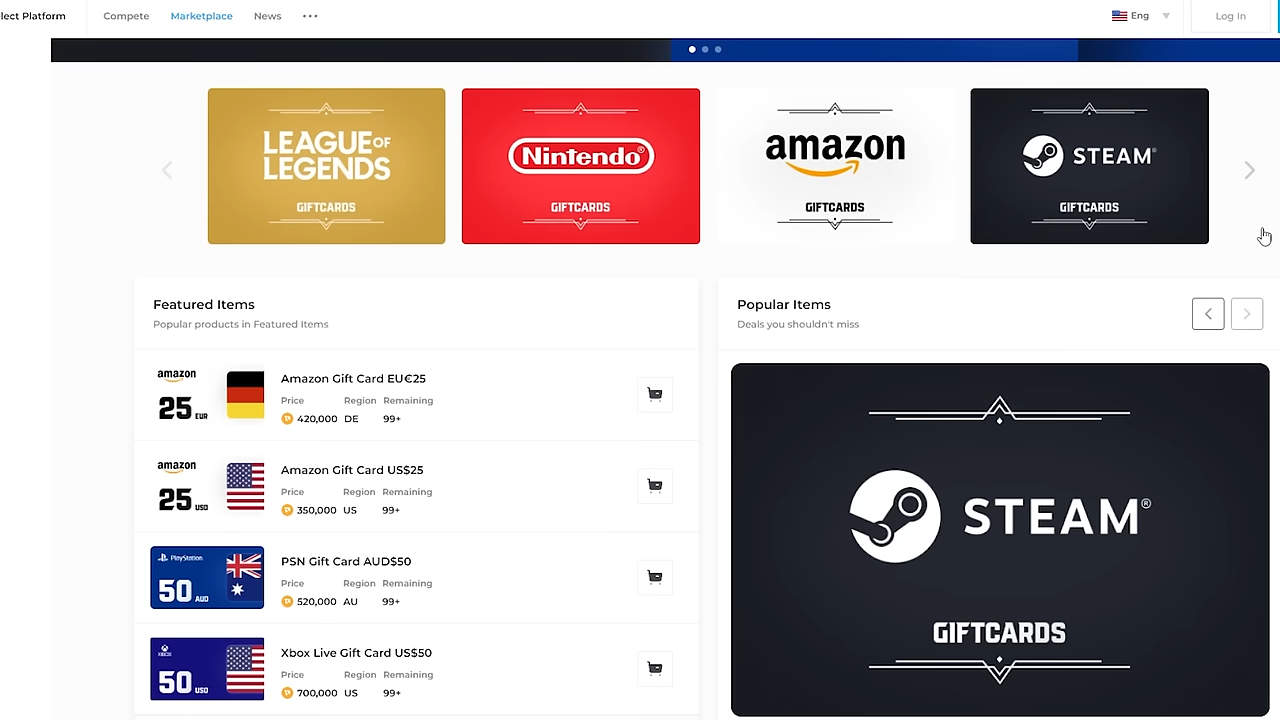 lect Platform
Compete
Marketplace
News
Eng
Log In
LEAGUE OF
LEGENDS
GIFTCARDS
Nintendo®
GIFTCARDS
amazon
GIFTCARDS
STEAM®
GIFTCARDS
Featured Items
Popular products in Featured Items
amazon
25 EUR
Amazon Gift Card EU€25
Price Region Remaining
420,000 DE 99+
amazon
25 USD
Amazon Gift Card US$25
Price Region Remaining
350,000 US 99+
PlayStation
50 AUD
PSN Gift Card AUD$50
Price Region Remaining
520,000 AU 99+
XBOX
50 USD
Xbox Live Gift Card US$50
Price Region Remaining
700,000 US 99+
Popular Items
Deals you shouldn't miss
STEAM®
GIFTCARDS